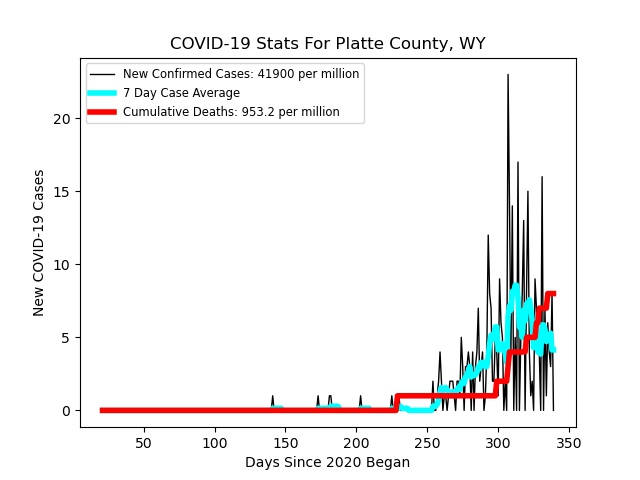 COVID-19 Stats For Platte County, WY
New Confirmed Cases: 41900 per million
7 Day Case Average
Cumulative Deaths: 953.2 per million
New COVID-19 Cases
20
15
10
5
0
50
100
150
200
250
300
350
Days Since 2020 Began